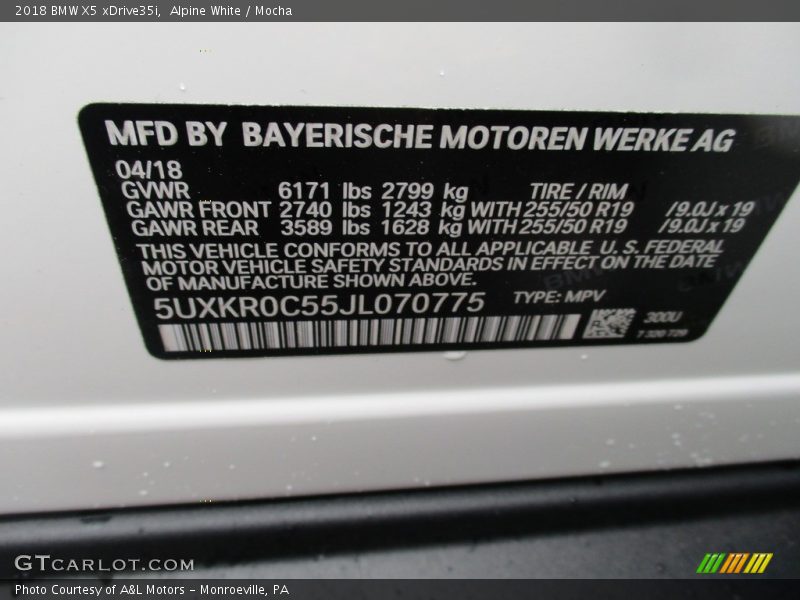 2018 BMW X5 xDrive35i, Alpine White / Mocha
MFD BY BAYERISCHE MOTOREN WERKE AG
04/18
GVWR 6171 lbs 2799 kg TIRE / RIM
GAWR FRONT 2740 lbs 1243 kg WITH 255/50 R19 /9.0J x 19
GAWR REAR 3589 lbs 1628 kg WITH 255/50 R19 /9.0J x 19
THIS VEHICLE CONFORMS TO ALL APPLICABLE U. S. FEDERAL
MOTOR VEHICLE SAFETY STANDARDS IN EFFECT ON THE DATE
OF MANUFACTURE SHOWN ABOVE.
5UXKR0C55JL070775 TYPE: MPV
300U
7 320 729
GTCARLOT.COM
Photo Courtesy of A&L Motors – Monroeville, PA